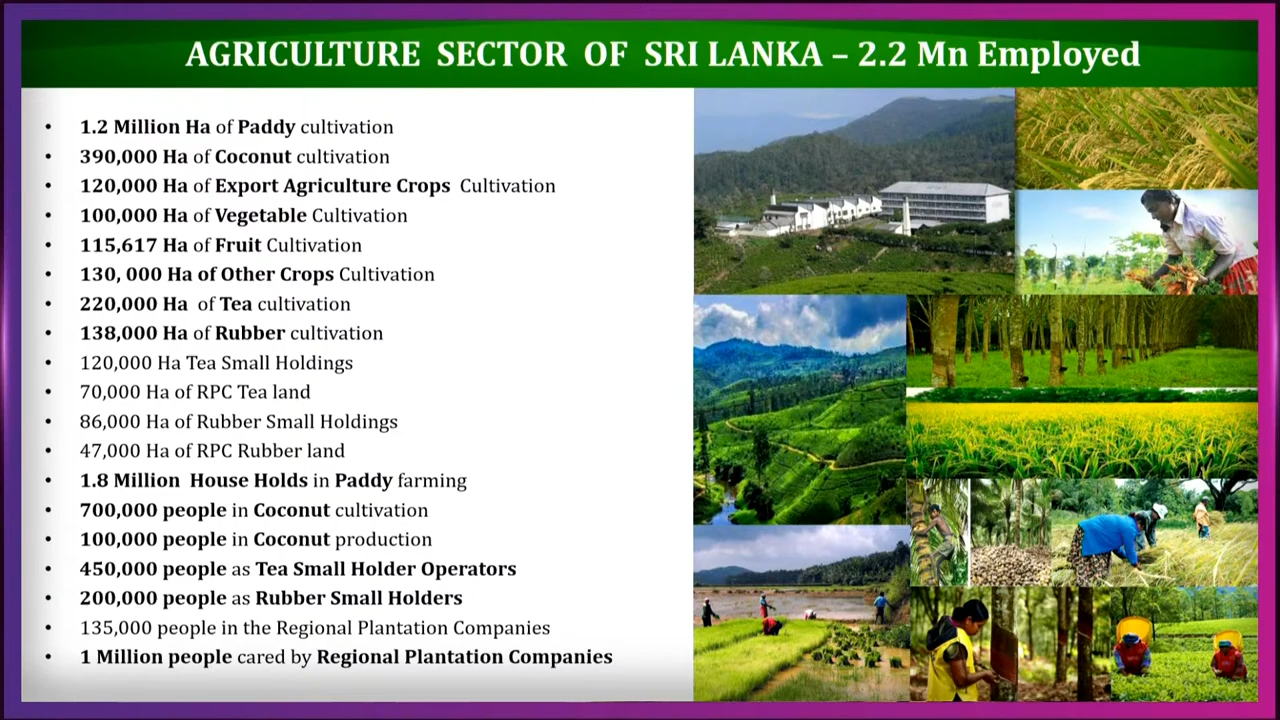 AGRICULTURE SECTOR OF SRI LANKA – 2.2 Mn Employed
• 1.2 Million Ha of Paddy cultivation
• 390,000 Ha of Coconut cultivation
• 120,000 Ha of Export Agriculture Crops Cultivation
• 100,000 Ha of Vegetable Cultivation
• 115,617 Ha of Fruit Cultivation
• 130, 000 Ha of Other Crops Cultivation
• 220,000 Ha of Tea cultivation
• 138,000 Ha of Rubber cultivation
• 120,000 Ha Tea Small Holdings
• 70,000 Ha of RPC Tea land
• 86,000 Ha of Rubber Small Holdings
• 47,000 Ha of RPC Rubber land
• 1.8 Million House Holds in Paddy farming
• 700,000 people in Coconut cultivation
• 100,000 people in Coconut production
• 450,000 people as Tea Small Holder Operators
• 200,000 people as Rubber Small Holders
• 135,000 people in the Regional Plantation Companies
• 1 Million people cared by Regional Plantation Companies